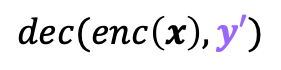 dec(enc(x), y′)